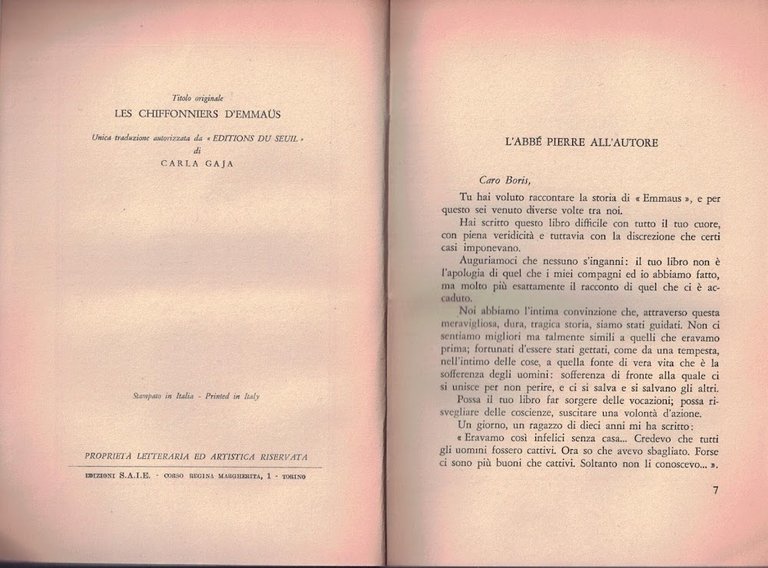 Titolo originale
LES CHIFFONNIERS D'EMMAÜS
Unica traduzione autorizzata da « EDITIONS DU SEUIL »
di
CARLA GAJA
Stampato in Italia - Printed in Italy
PROPRIETÀ LETTERARIA ED ARTISTICA RISERVATA
EDIZIONI S.A.I.E. · CORSO REGINA MARGHERITA, 1 · TORINO
L'ABBÉ PIERRE ALL'AUTORE
Caro Boris,
Tu hai voluto raccontare la storia di « Emmaus », e per
questo sei venuto diverse volte tra noi.
Hai scritto questo libro difficile con tutto il tuo cuore,
con piena veridicità e tuttavia con la discrezione che certi
casi imponevano.
Auguriamoci che nessuno s'inganni: il tuo libro non è
l'apologia di quel che i miei compagni ed io abbiamo fatto,
ma molto più esattamente il racconto di quel che ci è ac-
caduto.
Noi abbiamo l'intima convinzione che, attraverso questa
meravigliosa, dura, tragica storia, siamo stati guidati. Non ci
sentiamo migliori ma talmente simili a quelli che eravamo
prima; fortunati d'essere stati gettati, come da una tempesta,
nell'intimo delle cose, a quella fonte di vera vita che è la
sofferenza degli uomini: sofferenza di fronte alla quale ci
si unisce per non perire, e ci si salva e si salvano gli altri.
Possa il tuo libro far sorgere delle vocazioni; possa ri-
svegliare delle coscienze, suscitare una volontà d'azione.
Un giorno, un ragazzo di dieci anni mi ha scritto:
« Eravamo così infelici senza casa... Credevo che tutti
gli uomini fossero cattivi. Ora so che avevo sbagliato. Forse
ci sono più buoni che cattivi. Soltanto non li conoscevo... ».
7